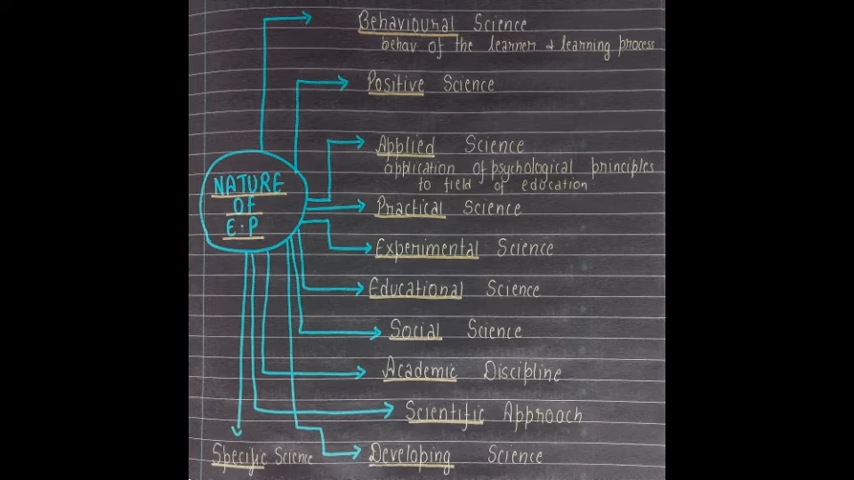 Behavioural Science
behav of the learner & learning process
Positive Science
Applied Science
application of psychological principles
to field of education
NATURE
OF
E.P
Practical Science
Experimental Science
Educational Science
Social Science
Academic Discipline
Scientific Approach
Specific Science
Developing Science